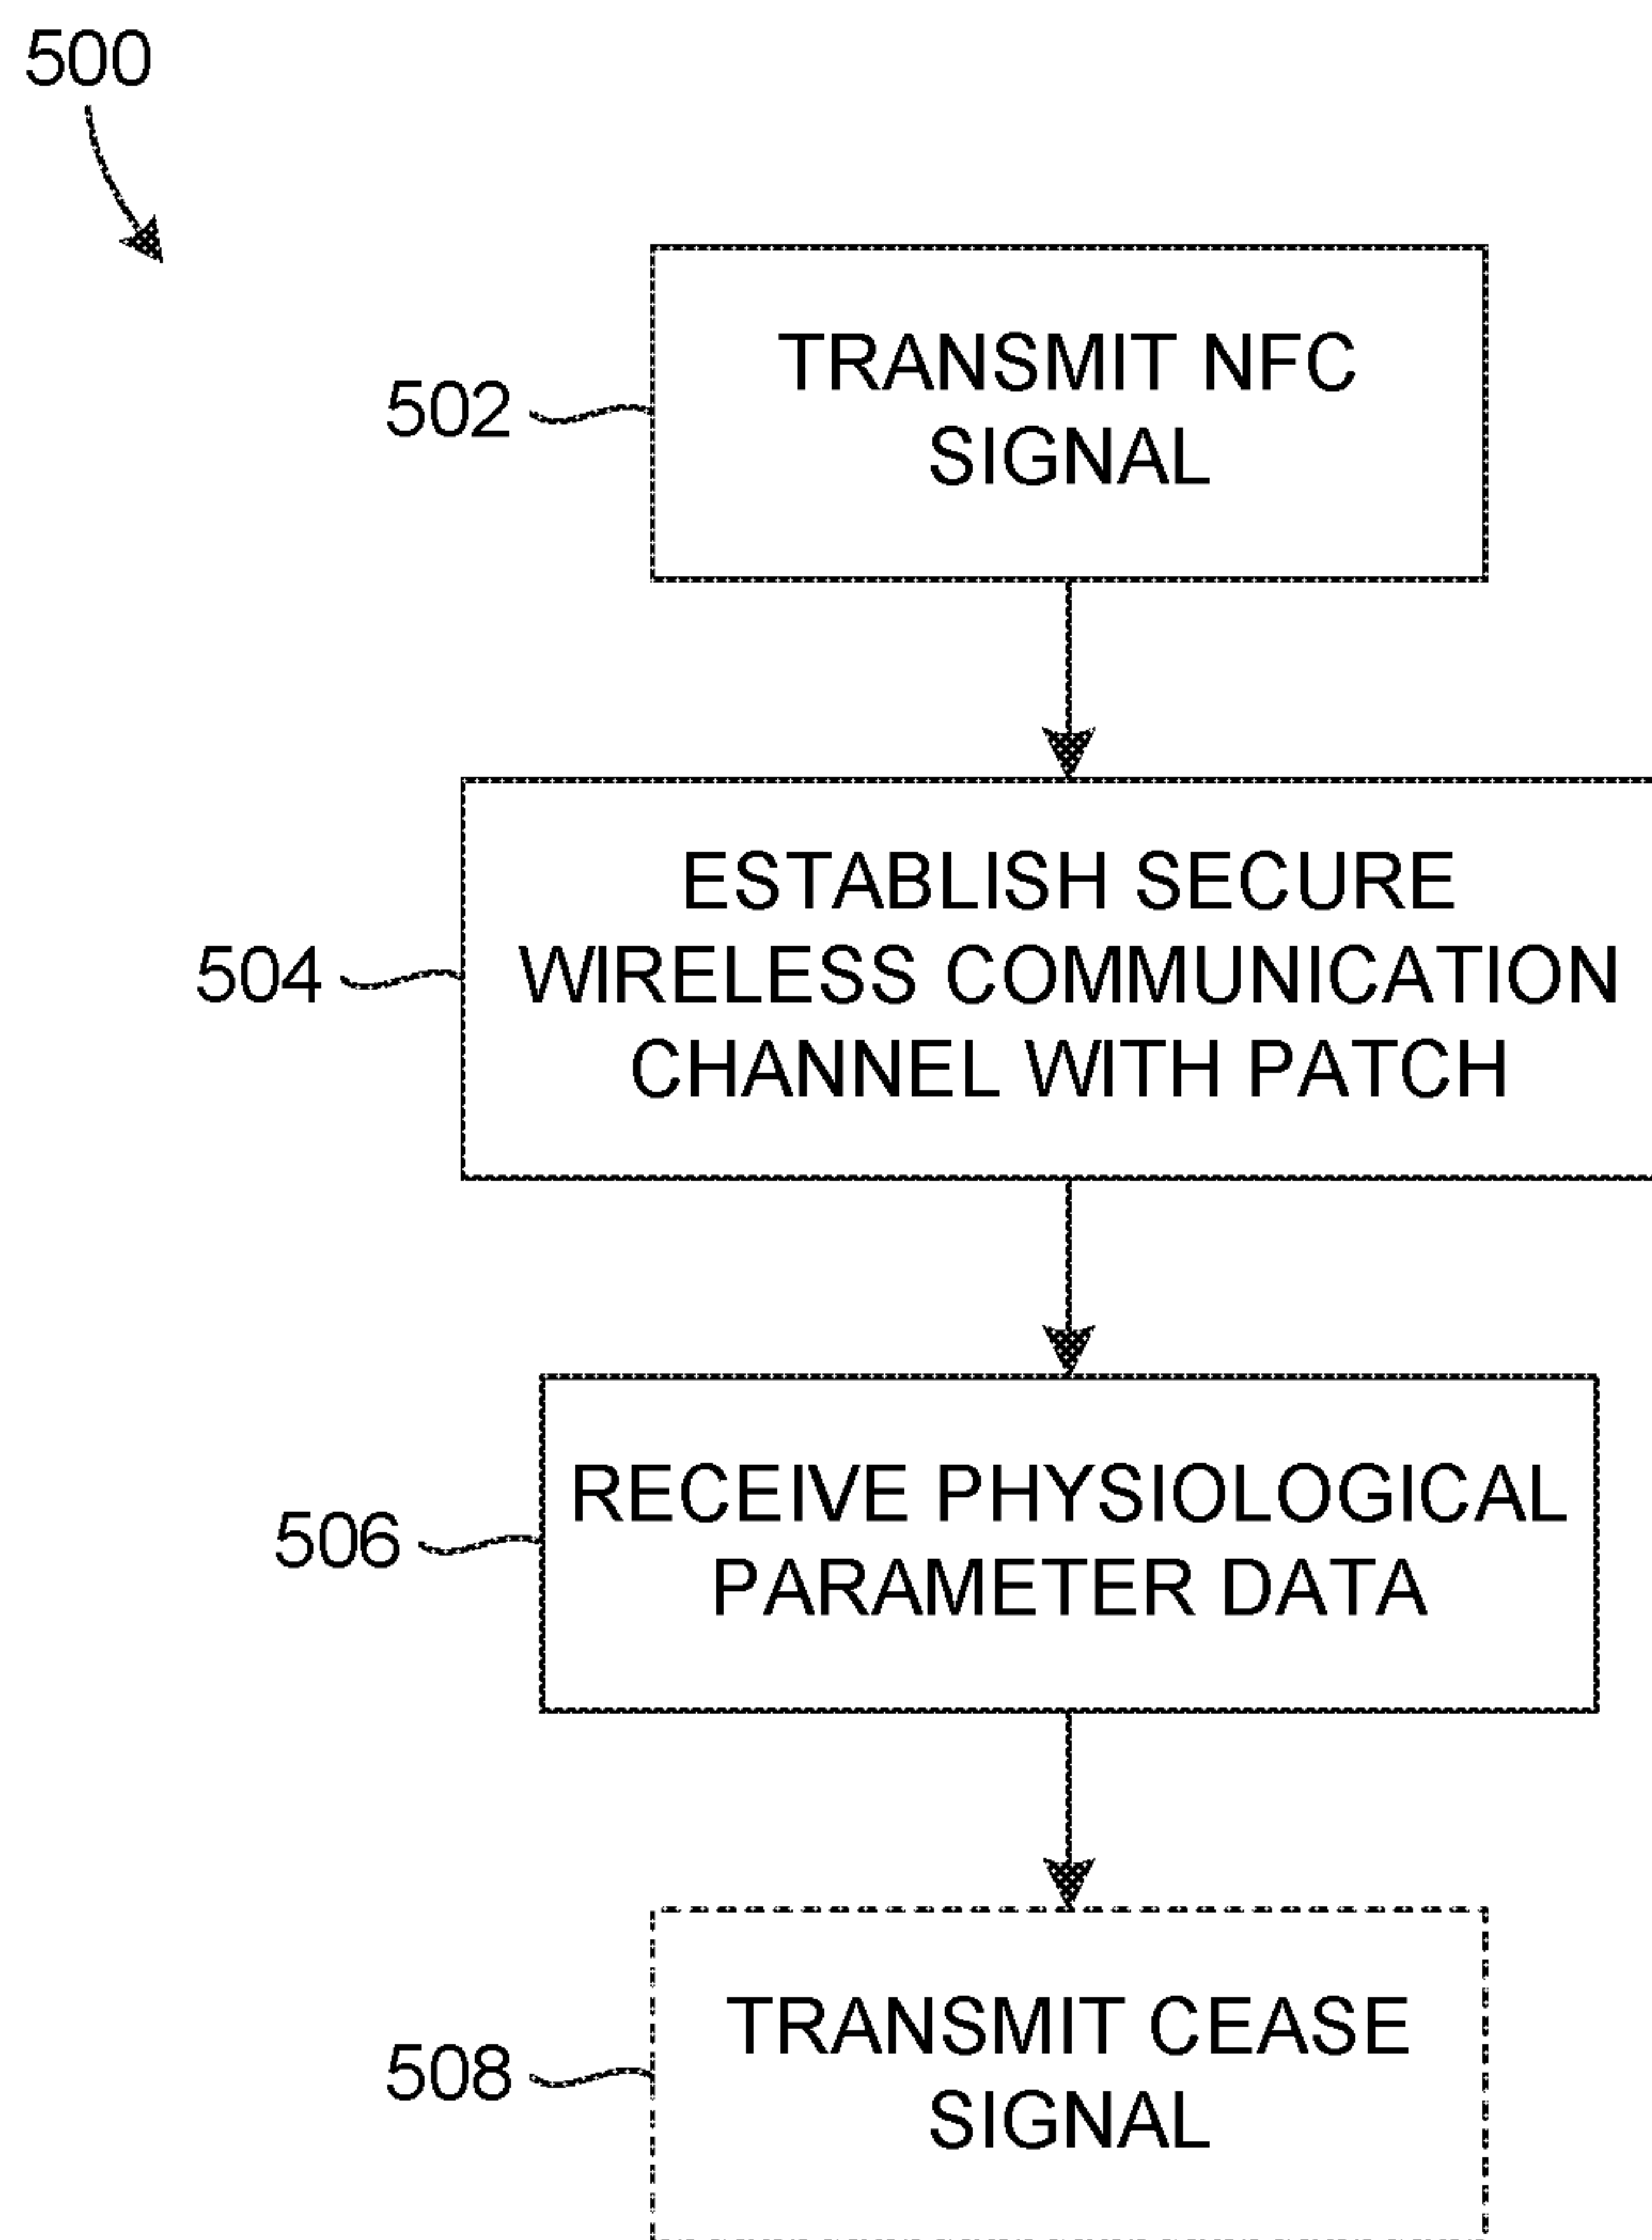 500
502
TRANSMIT NFC
SIGNAL
504
ESTABLISH SECURE
WIRELESS COMMUNICATION
CHANNEL WITH PATCH
506
RECEIVE PHYSIOLOGICAL
PARAMETER DATA
508
TRANSMIT CEASE
SIGNAL